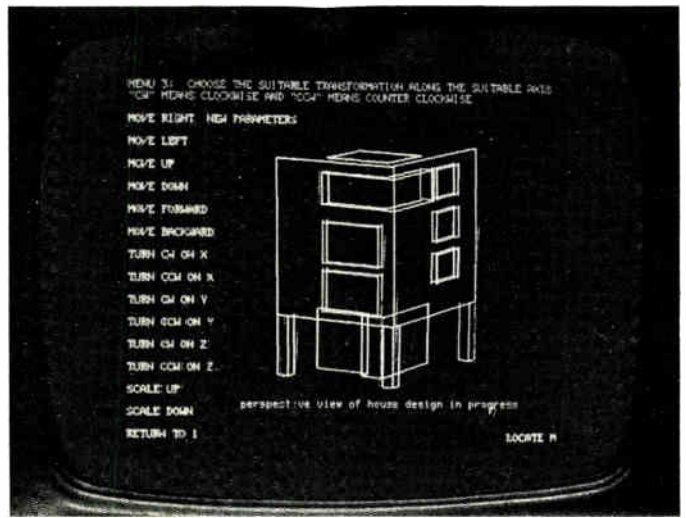 MENU 3: CHOOSE THE SUITABLE TRANSFORMATION ALONG THE SUITABLE AXIS
"CW" MEANS CLOCKWISE AND "CCW" MEANS COUNTER CLOCKWISE
MOVE RIGHT NEW PARAMETERS
MOVE LEFT
MOVE UP
MOVE DOWN
MOVE FORWARD
MOVE BACKWARD
TURN CW ON X
TURN CCW ON X
TURN CW ON Y
TURN CCW ON Y
TURN CW ON Z
TURN CCW ON Z
SCALE UP
perspective view of house design in progress
SCALE DOWN
RETURN TO 1
LOCATE M